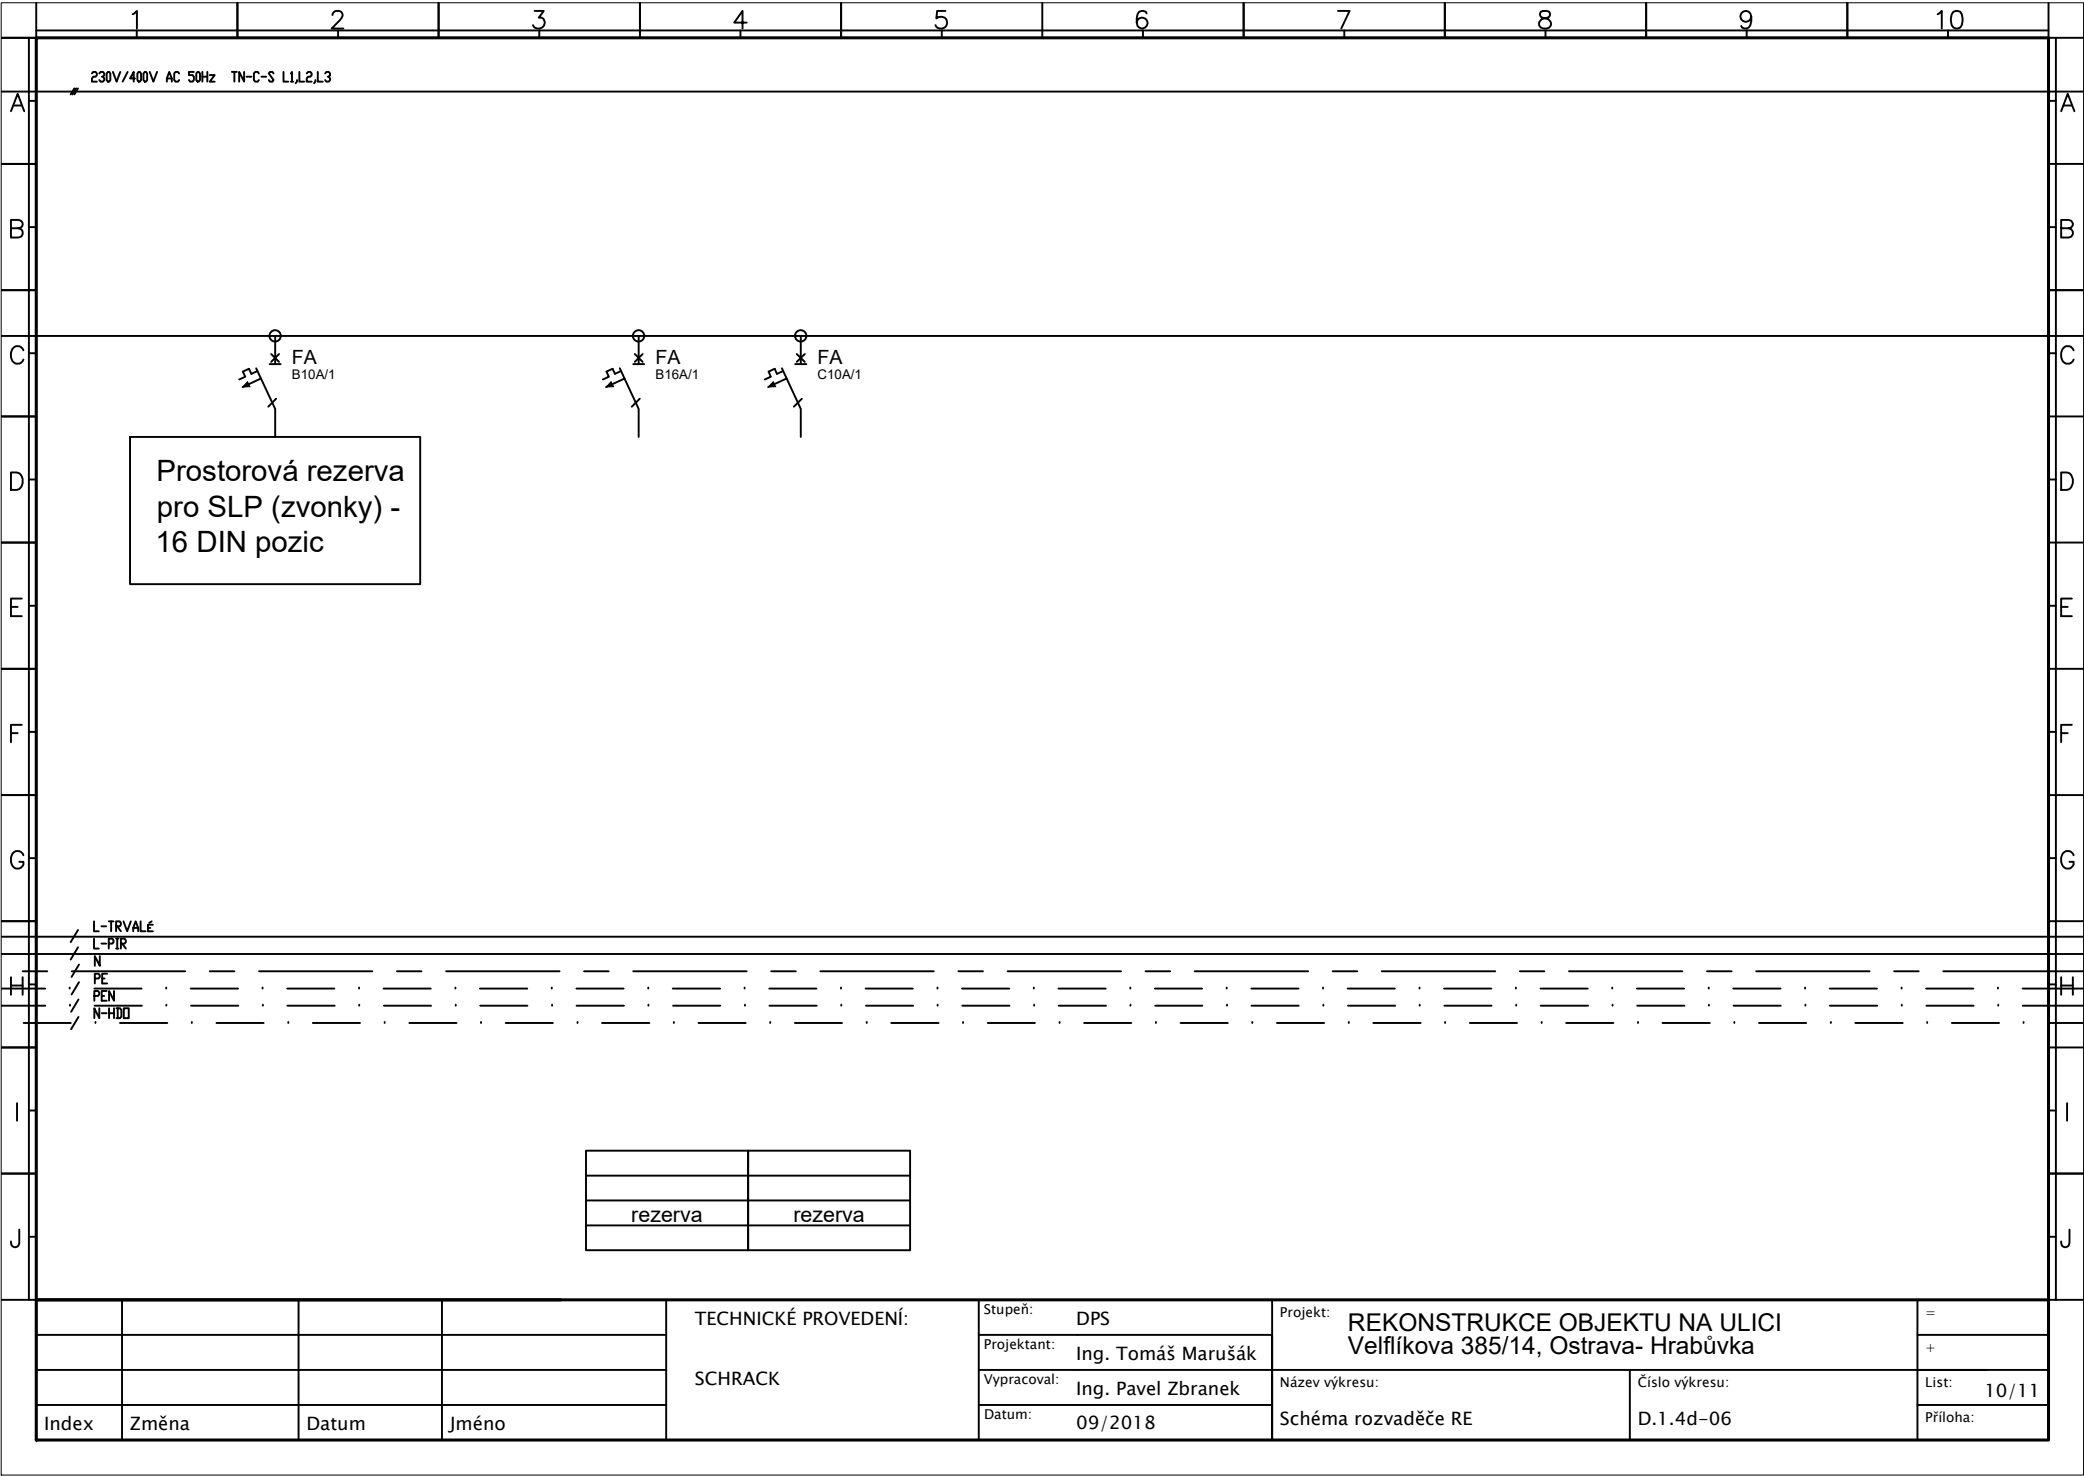 1 2 3 4 5 6 7 8 9 10
230V/400V AC 50Hz TN-C-S L1,L2,L3
A A
B B
C C
FA FA FA
B10A/1 B16A/1 C10A/1
Prostorová rezerva
pro SLP (zvonky) -
16 DIN pozic
D D
E E
F F
G G
L-TRVALÉ
L-PIR
N
PE
H H
PEN
N-HDO
I I
rezerva rezerva
J J
TECHNICKÉ PROVEDENÍ:
SCHRACK
Index Změna Datum Jméno
Stupeň: DPS
Projektant: Ing. Tomáš Marušák
Vypracoval: Ing. Pavel Zbranek
Datum: 09/2018
Projekt: REKONSTRUKCE OBJEKTU NA ULICI
Velflíkova 385/14, Ostrava- Hrabůvka
Název výkresu:
Schéma rozvaděče RE
Číslo výkresu:
D.1.4d-06
=
+
List: 10/11
Příloha: